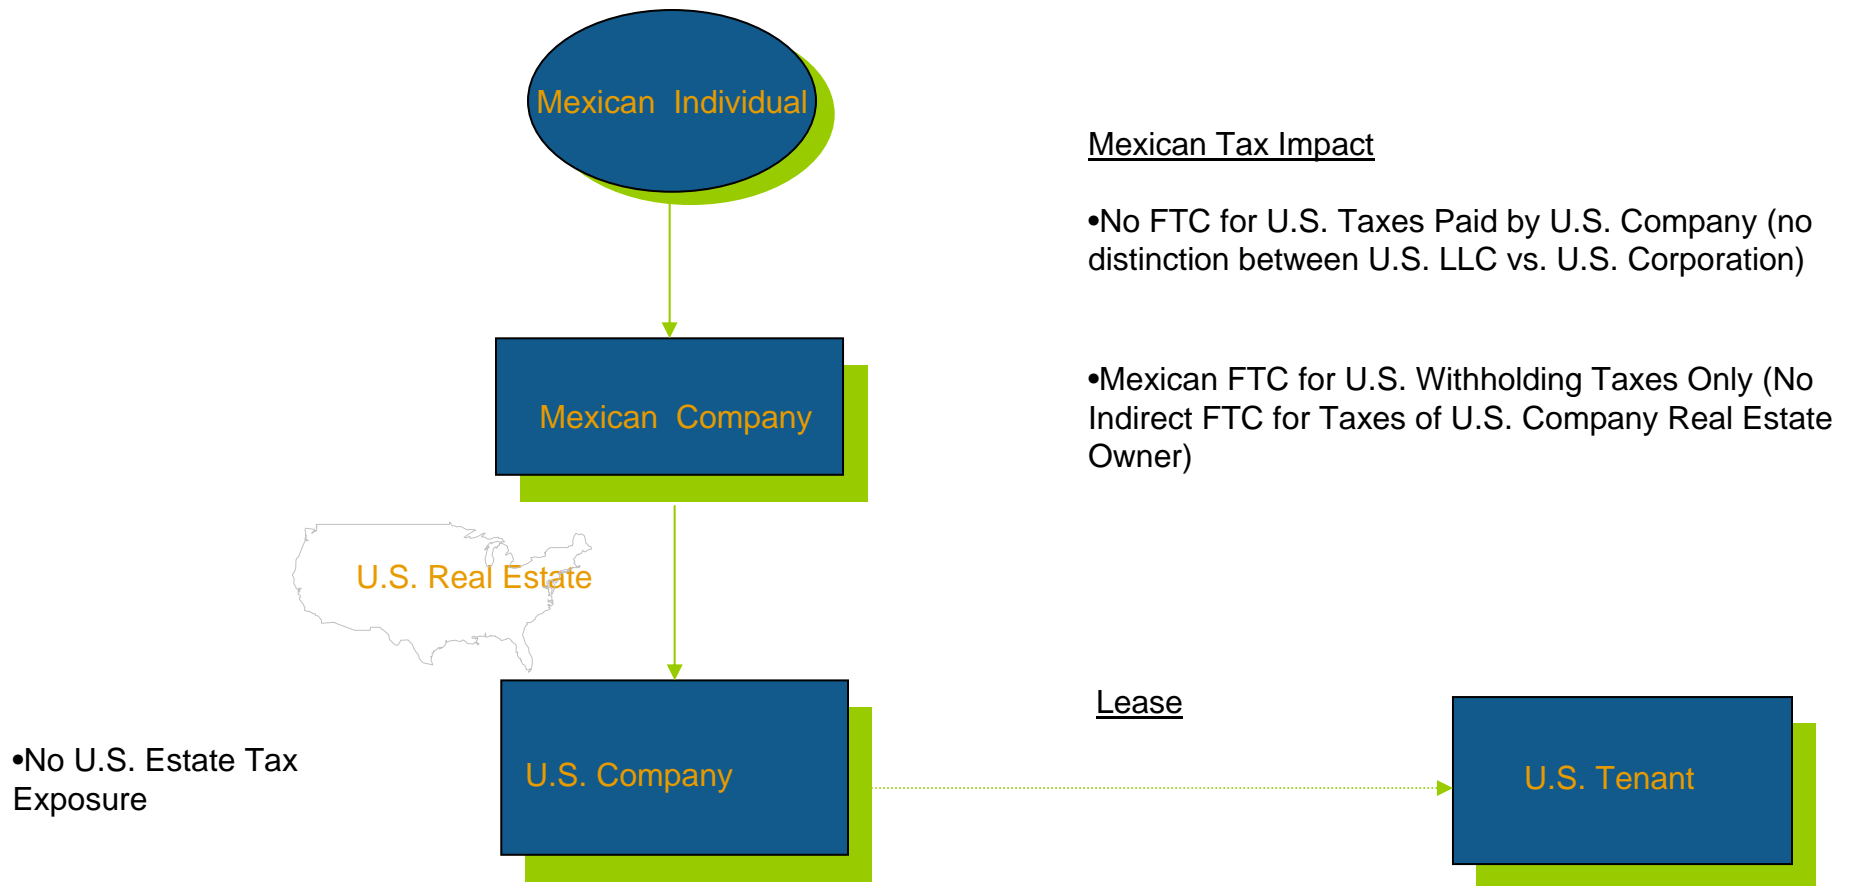 Mexican Individual
Mexican Tax Impact
•No FTC for U.S. Taxes Paid by U.S. Company (no
distinction between U.S. LLC vs. U.S. Corporation)
•Mexican FTC for U.S. Withholding Taxes Only (No
Indirect FTC for Taxes of U.S. Company Real Estate
Owner)
Mexican Company
U.S. Real Estate
Lease
•No U.S. Estate Tax
Exposure
U.S. Company
U.S. Tenant